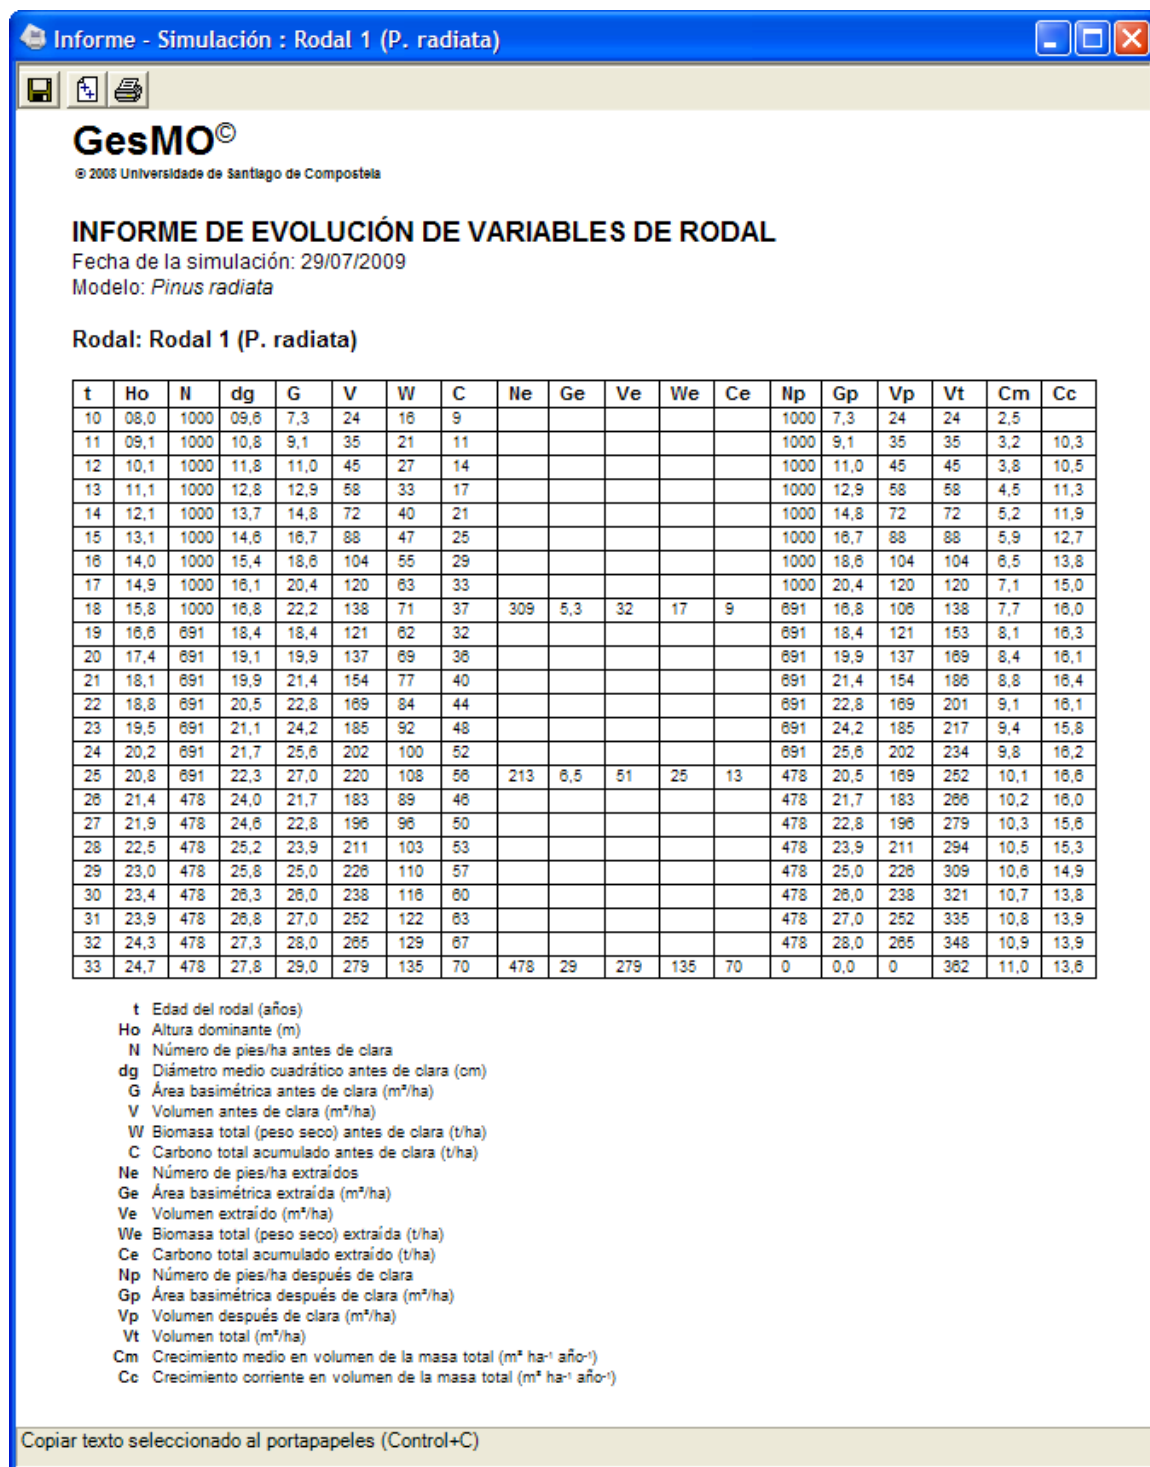 Informe - Simulación : Rodal 1 (P. radiata)
GesMO©
© 2008 Universidade de Santiago de Compostela
INFORME DE EVOLUCIÓN DE VARIABLES DE RODAL
Fecha de la simulación: 29/07/2009
Modelo: Pinus radiata
Rodal: Rodal 1 (P. radiata)
t Ho N dg G V W C Ne Ge Ve We Ce Np Gp Vp Vt Cm Cc
10 08,0 1000 09,6 7,3 24 16 9 1000 7,3 24 24 2,5
11 09,1 1000 10,8 9,1 35 21 11 1000 9,1 35 35 3,2 10,3
12 10,1 1000 11,8 11,0 45 27 14 1000 11,0 45 45 3,8 10,5
13 11,1 1000 12,8 12,9 58 33 17 1000 12,9 58 58 4,5 11,3
14 12,1 1000 13,7 14,8 72 40 21 1000 14,8 72 72 5,2 11,9
15 13,1 1000 14,6 16,7 88 47 25 1000 16,7 88 88 5,9 12,7
16 14,0 1000 15,4 18,6 104 55 29 1000 18,6 104 104 6,5 13,8
17 14,9 1000 16,1 20,4 120 63 33 1000 20,4 120 120 7,1 15,0
18 15,8 1000 16,8 22,2 138 71 37 309 5,3 32 17 9 691 16,8 106 138 7,7 16,0
19 16,6 691 18,4 18,4 121 62 32 691 18,4 121 153 8,1 16,3
20 17,4 691 19,1 19,9 137 69 36 691 19,9 137 169 8,4 16,1
21 18,1 691 19,9 21,4 154 77 40 691 21,4 154 186 8,8 16,4
22 18,8 691 20,5 22,8 169 84 44 691 22,8 169 201 9,1 16,1
23 19,5 691 21,1 24,2 185 92 48 691 24,2 185 217 9,4 15,8
24 20,2 691 21,7 25,6 202 100 52 691 25,6 202 234 9,8 16,2
25 20,8 691 22,3 27,0 220 108 56 213 6,5 51 25 13 478 20,5 169 252 10,1 16,6
26 21,4 478 24,0 21,7 183 89 46 478 21,7 183 266 10,2 16,0
27 21,9 478 24,6 22,8 196 96 50 478 22,8 196 279 10,3 15,6
28 22,5 478 25,2 23,9 211 103 53 478 23,9 211 294 10,5 15,3
29 23,0 478 25,8 25,0 226 110 57 478 25,0 226 309 10,6 14,9
30 23,4 478 26,3 26,0 238 116 60 478 26,0 238 321 10,7 13,8
31 23,9 478 26,8 27,0 252 122 63 478 27,0 252 335 10,8 13,9
32 24,3 478 27,3 28,0 265 129 67 478 28,0 265 348 10,9 13,9
33 24,7 478 27,8 29,0 279 135 70 478 29 279 135 70 0 0,0 0 362 11,0 13,6
t Edad del rodal (años)
Ho Altura dominante (m)
N Número de pies/ha antes de clara
dg Diámetro medio cuadrático antes de clara (cm)
G Área basimétrica antes de clara (m²/ha)
V Volumen antes de clara (m³/ha)
W Biomasa total (peso seco) antes de clara (t/ha)
C Carbono total acumulado antes de clara (t/ha)
Ne Número de pies/ha extraídos
Ge Área basimétrica extraída (m²/ha)
Ve Volumen extraído (m³/ha)
We Biomasa total (peso seco) extraída (t/ha)
Ce Carbono total acumulado extraído (t/ha)
Np Número de pies/ha después de clara
Gp Área basimétrica después de clara (m²/ha)
Vp Volumen después de clara (m³/ha)
Vt Volumen total (m³/ha)
Cm Crecimiento medio en volumen de la masa total (m³ ha-¹ año-¹)
Cc Crecimiento corriente en volumen de la masa total (m³ ha-¹ año-¹)
Copiar texto seleccionado al portapapeles (Control+C)